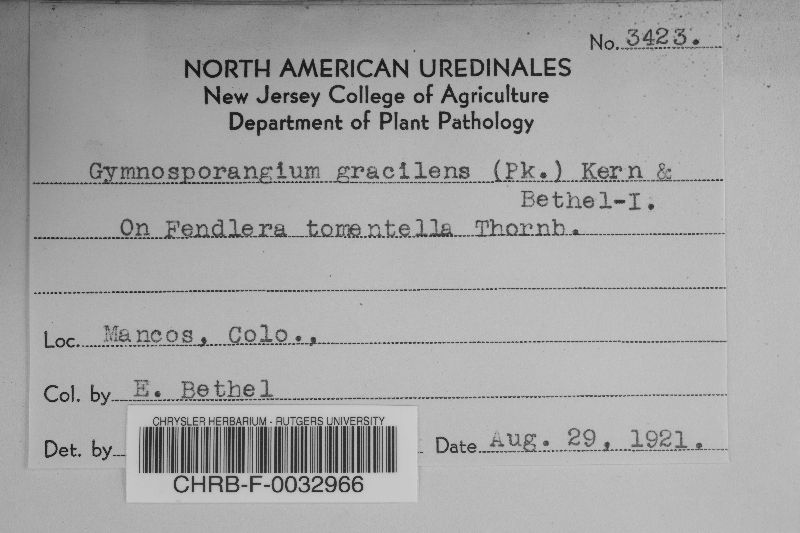 No. 3423.
NORTH AMERICAN UREDINALES
New Jersey College of Agriculture
Department of Plant Pathology
Gymnosporangium gracilens (Pk.) Kern &
Bethel-I.
On Fendlera tomentella Thornb.
Loc. Mancos, Colo.,
Col. by E. Bethel
Det. by Date Aug. 29, 1921.
CHRYSLER HERBARIUM - RUTGERS UNIVERSITY
CHRB-F-0032966